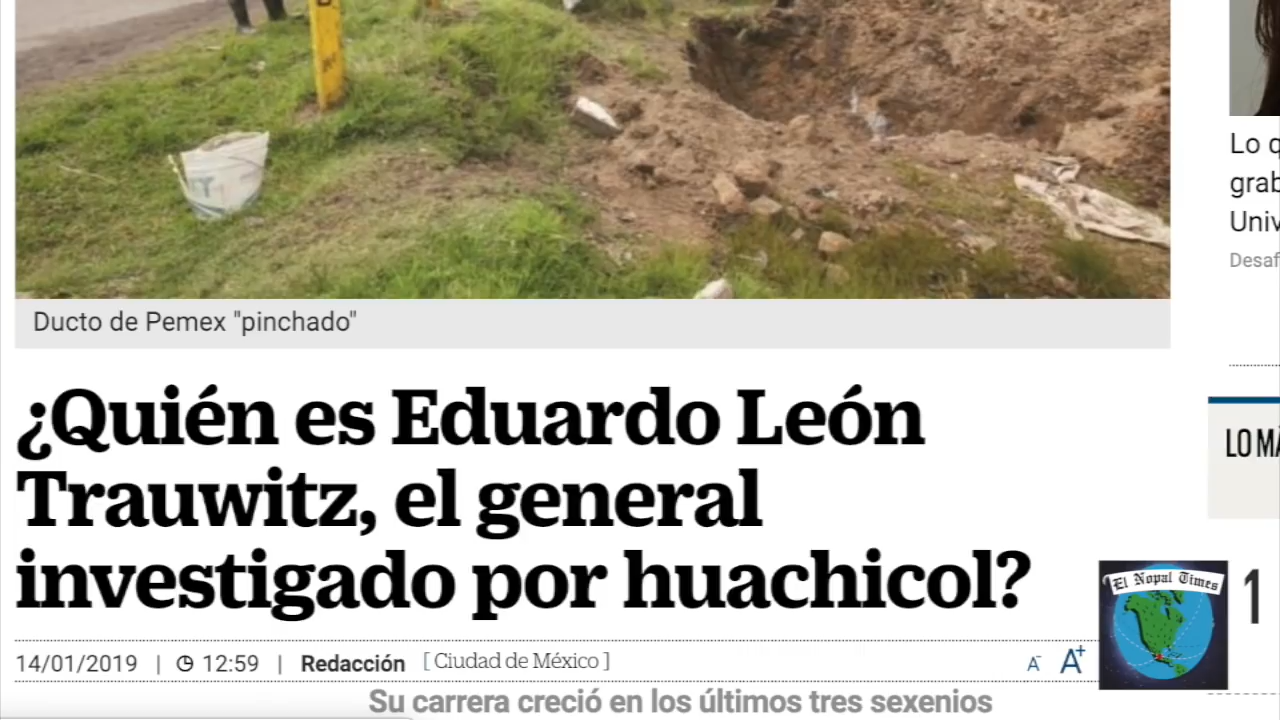 Ducto de Pemex "pinchado"
¿Quién es Eduardo León
Trauwitz, el general
investigado por huachicol?
14/01/2019 | 12:59 | Redacción [ Ciudad de México ]
A- A+
Su carrera creció en los últimos tres sexenios
Lo
Desaf
LO MÁ
El Nopal Times
1